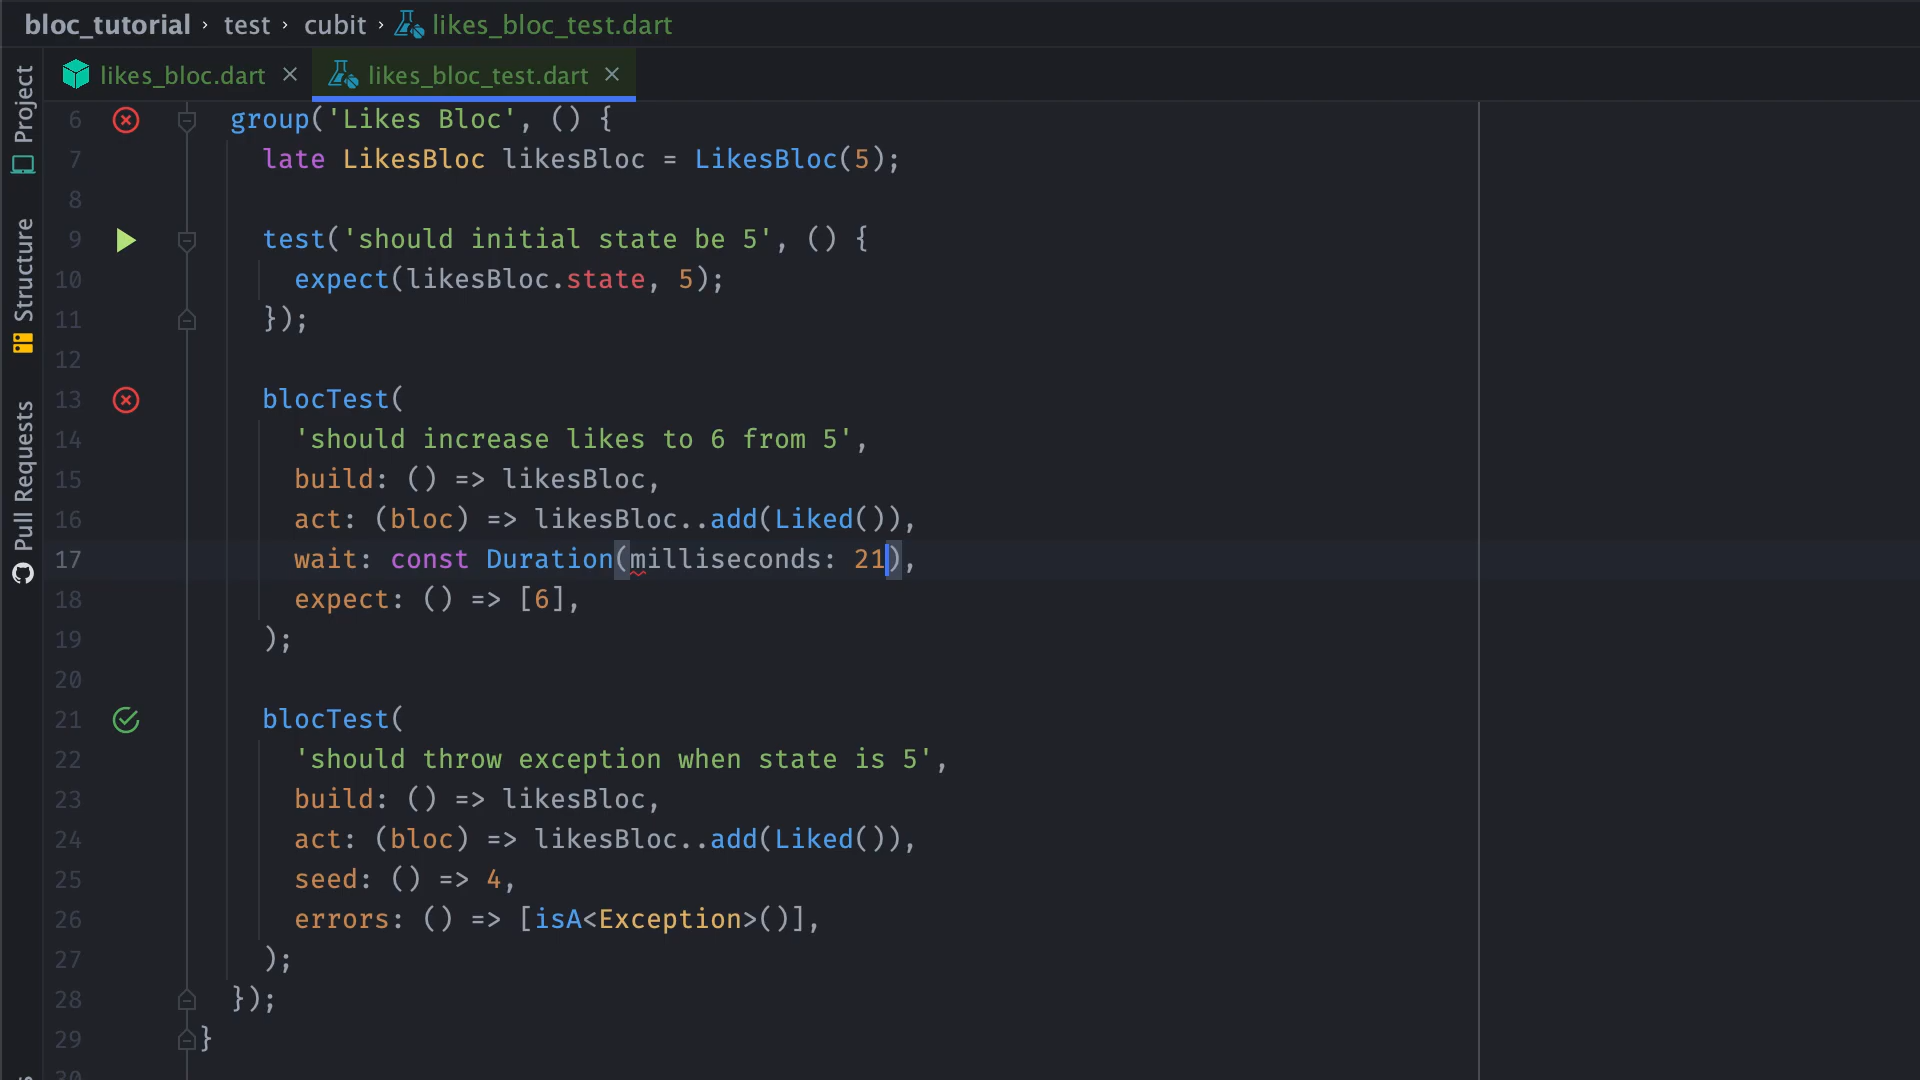 bloc_tutorial › test › cubit › likes_bloc_test.dart
likes_bloc.dart × likes_bloc_test.dart ×
Project
Structure
Pull Requests
6 group('Likes Bloc', () {
7 late LikesBloc likesBloc = LikesBloc(5);
8
9 test('should initial state be 5', () {
10 expect(likesBloc.state, 5);
11 });
12
13 blocTest(
14 'should increase likes to 6 from 5',
15 build: () => likesBloc,
16 act: (bloc) => likesBloc..add(Liked()),
17 wait: const Duration(milliseconds: 21),
18 expect: () => [6],
19 );
20
21 blocTest(
22 'should throw exception when state is 5',
23 build: () => likesBloc,
24 act: (bloc) => likesBloc..add(Liked()),
25 seed: () => 4,
26 errors: () => [isA<Exception>()],
27 );
28 });
29 }
30